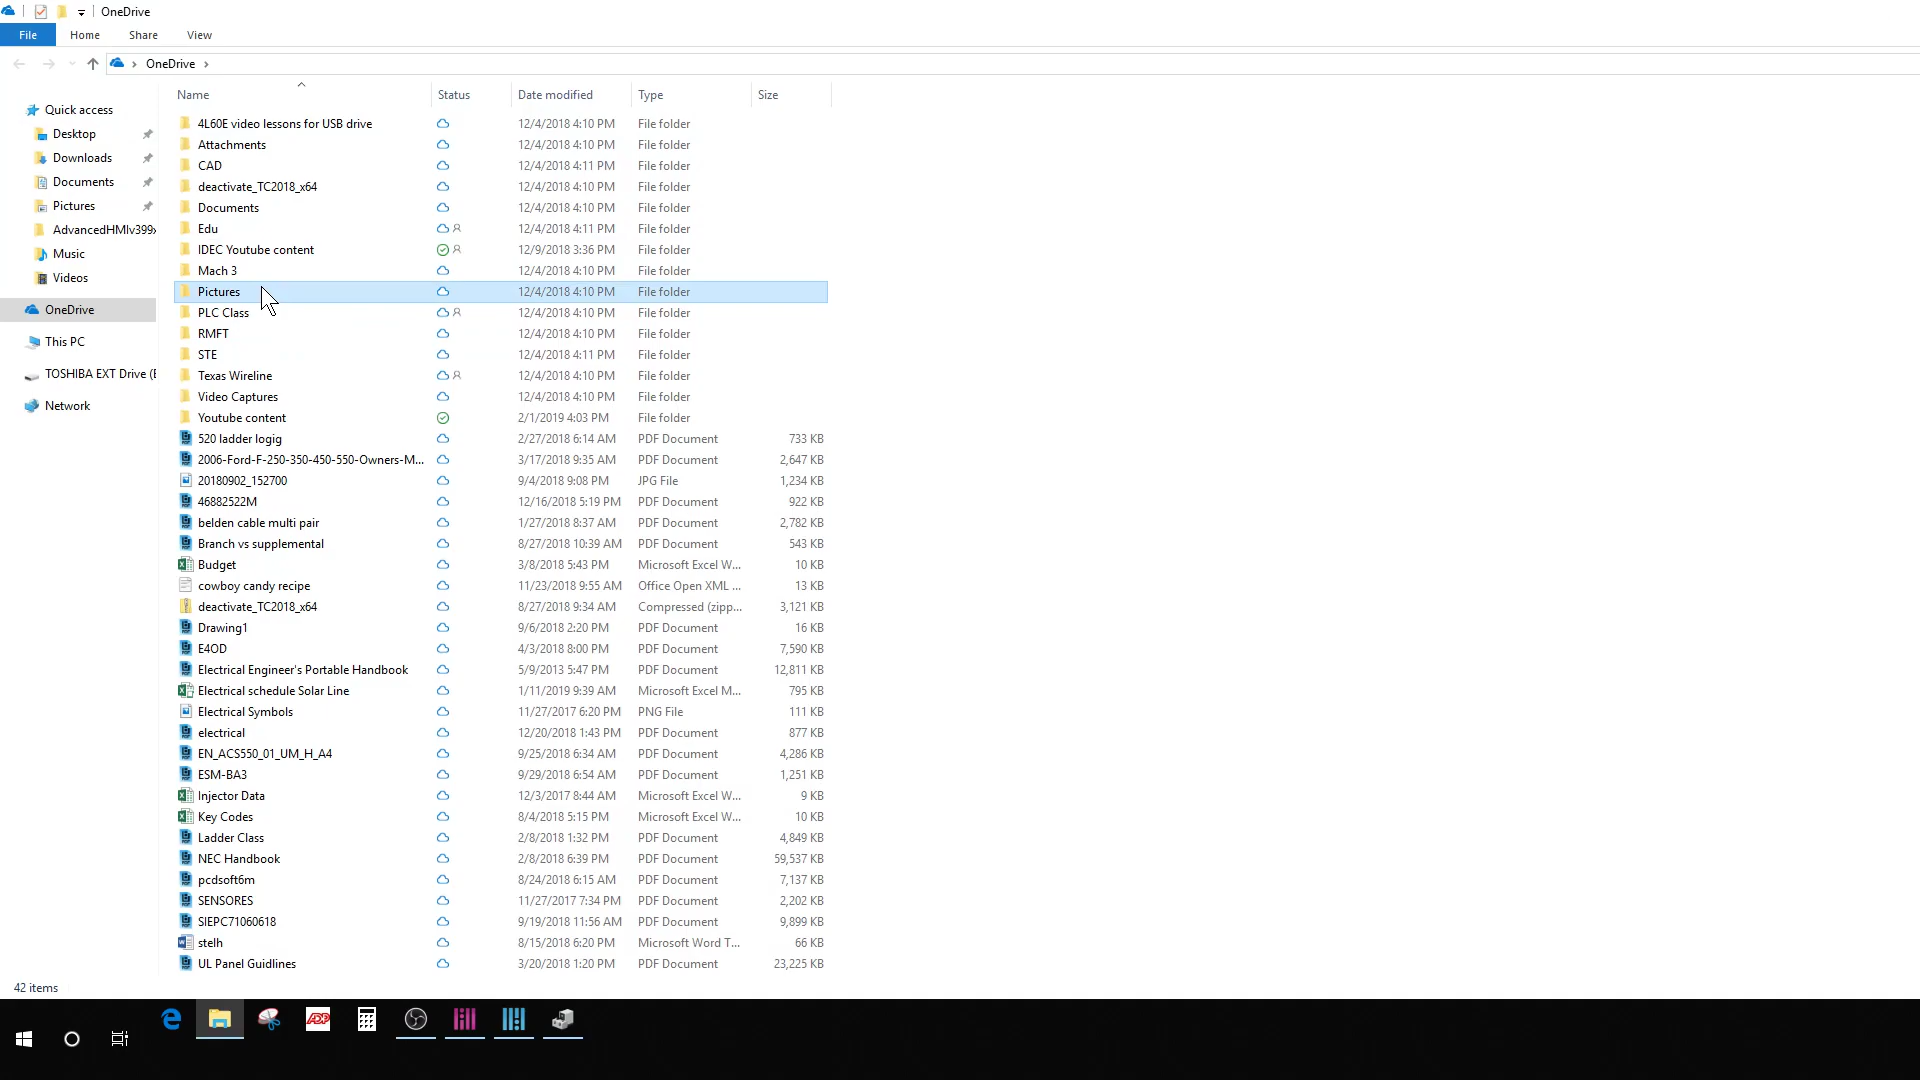 OneDrive
File Home Share View
OneDrive
Name Status Date modified Type Size
Quick access
Desktop
Downloads
Documents
Pictures
AdvancedHMIv399x
Music
Videos
OneDrive
This PC
TOSHIBA EXT Drive (E
Network
4L60E video lessons for USB drive 12/4/2018 4:10 PM File folder
Attachments 12/4/2018 4:10 PM File folder
CAD 12/4/2018 4:11 PM File folder
deactivate_TC2018_x64 12/4/2018 4:10 PM File folder
Documents 12/4/2018 4:10 PM File folder
Edu 12/4/2018 4:11 PM File folder
IDEC Youtube content 12/9/2018 3:36 PM File folder
Mach 3 12/4/2018 4:10 PM File folder
Pictures 12/4/2018 4:10 PM File folder
PLC Class 12/4/2018 4:10 PM File folder
RMFT 12/4/2018 4:10 PM File folder
STE 12/4/2018 4:11 PM File folder
Texas Wireline 12/4/2018 4:10 PM File folder
Video Captures 12/4/2018 4:10 PM File folder
Youtube content 2/1/2019 4:03 PM File folder
520 ladder logig 2/27/2018 6:14 AM PDF Document 733 KB
2006-Ford-F-250-350-450-550-Owners-M... 3/17/2018 9:35 AM PDF Document 2,647 KB
20180902_152700 9/4/2018 9:08 PM JPG File 1,234 KB
46882522M 12/16/2018 5:19 PM PDF Document 922 KB
belden cable multi pair 1/27/2018 8:37 AM PDF Document 2,782 KB
Branch vs supplemental 8/27/2018 10:39 AM PDF Document 543 KB
Budget 3/8/2018 5:43 PM Microsoft Excel W... 10 KB
cowboy candy recipe 11/23/2018 9:55 AM Office Open XML ... 13 KB
deactivate_TC2018_x64 8/27/2018 9:34 AM Compressed (zipp... 3,121 KB
Drawing1 9/6/2018 2:20 PM PDF Document 16 KB
E4OD 4/3/2018 8:00 PM PDF Document 7,590 KB
Electrical Engineer's Portable Handbook 5/9/2013 5:47 PM PDF Document 12,811 KB
Electrical schedule Solar Line 1/11/2019 9:39 AM Microsoft Excel M... 795 KB
Electrical Symbols 11/27/2017 6:20 PM PNG File 111 KB
electrical 12/20/2018 1:43 PM PDF Document 877 KB
EN_ACS550_01_UM_H_A4 9/25/2018 6:34 AM PDF Document 4,286 KB
ESM-BA3 9/29/2018 6:54 AM PDF Document 1,251 KB
Injector Data 12/3/2017 8:44 AM Microsoft Excel W... 9 KB
Key Codes 8/4/2018 5:15 PM Microsoft Excel W... 10 KB
Ladder Class 2/8/2018 1:32 PM PDF Document 4,849 KB
NEC Handbook 2/8/2018 6:39 PM PDF Document 59,537 KB
pcdsoft6m 8/24/2018 6:15 AM PDF Document 7,137 KB
SENSORES 11/27/2017 7:34 PM PDF Document 2,202 KB
SIEPC71060618 9/19/2018 11:56 AM PDF Document 9,899 KB
stelh 8/15/2018 6:20 PM Microsoft Word T... 66 KB
UL Panel Guidlines 3/20/2018 1:20 PM PDF Document 23,225 KB
42 items
ADP